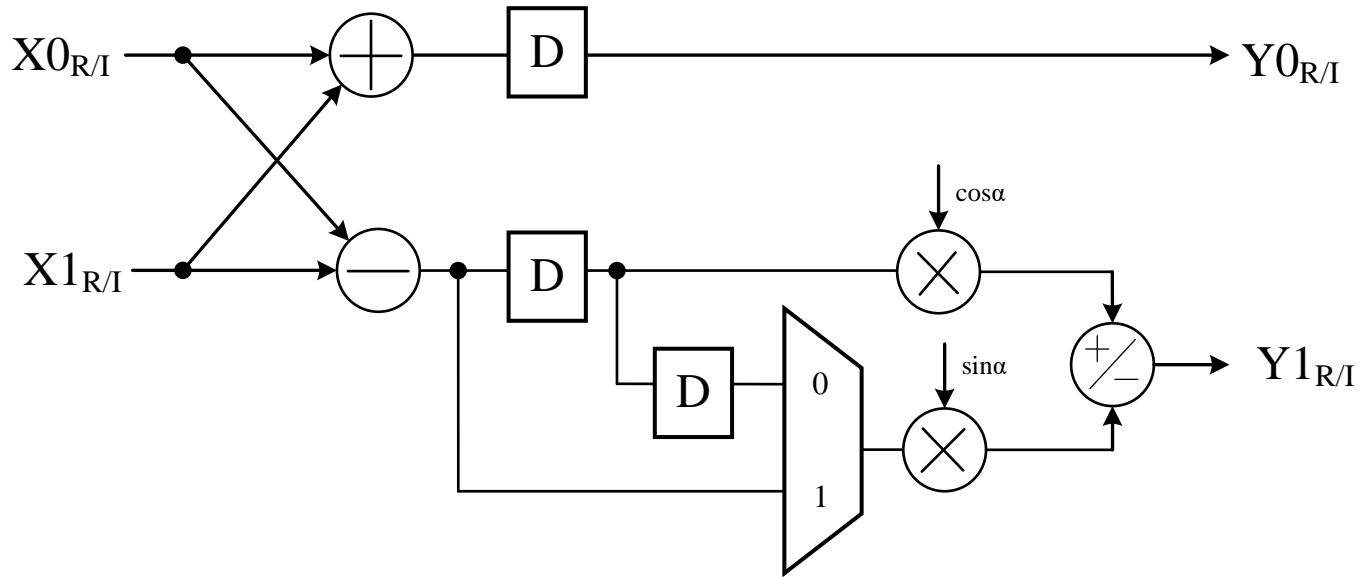 X0R/I
D
Y0R/I
cosα
X1R/I
D
sinα
+
−
Y1R/I
D
0
1